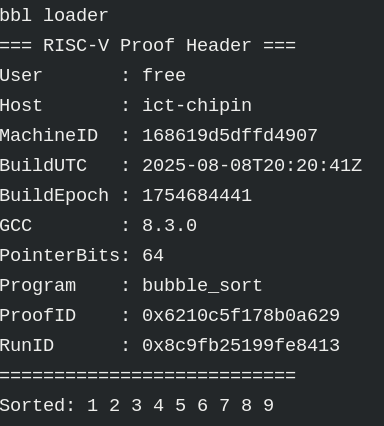 bbl loader
=== RISC-V Proof Header ===
User       : free
Host       : ict-chipin
MachineID  : 168619d5dffd4907
BuildUTC   : 2025-08-08T20:20:41Z
BuildEpoch : 1754684441
GCC        : 8.3.0
PointerBits: 64
Program    : bubble_sort
ProofID    : 0x6210c5f178b0a629
RunID      : 0x8c9fb25199fe8413
===========================
Sorted: 1 2 3 4 5 6 7 8 9